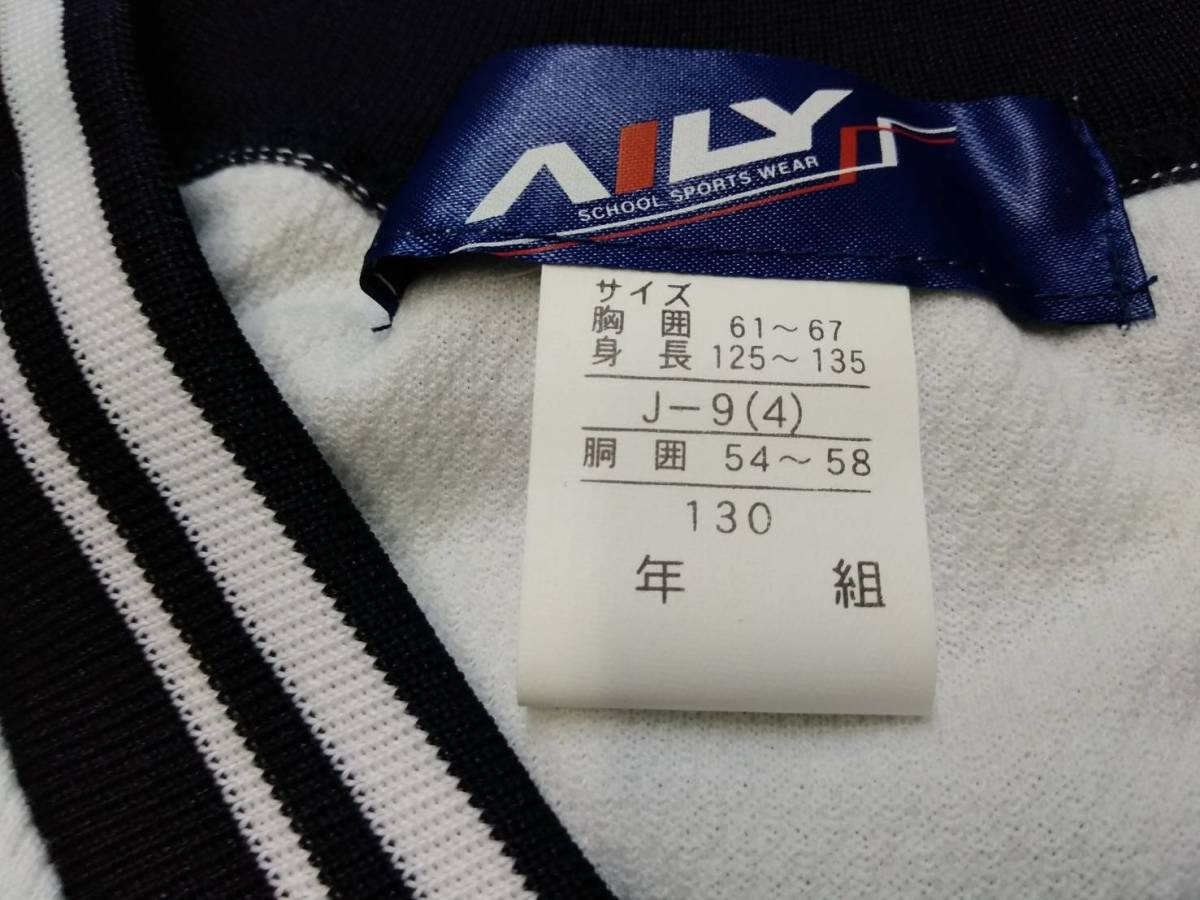 AILY
SCHOOL SPORTS WEAR
サイズ
胸囲 61～67
身長 125～135
J－9(4)
胴囲 54～58
130
年 組